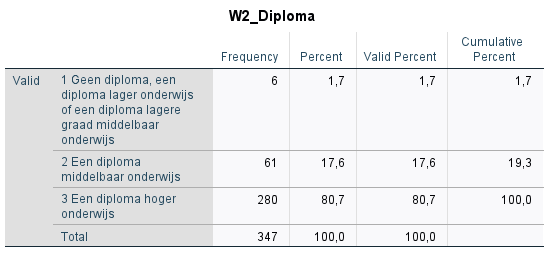 W2_Diploma
Frequency Percent Valid Percent Cumulative Percent
Valid 1 Geen diploma, een diploma lager onderwijs of een diploma lagere graad middelbaar onderwijs 6 1,7 1,7 1,7
2 Een diploma middelbaar onderwijs 61 17,6 17,6 19,3
3 Een diploma hoger onderwijs 280 80,7 80,7 100,0
Total 347 100,0 100,0